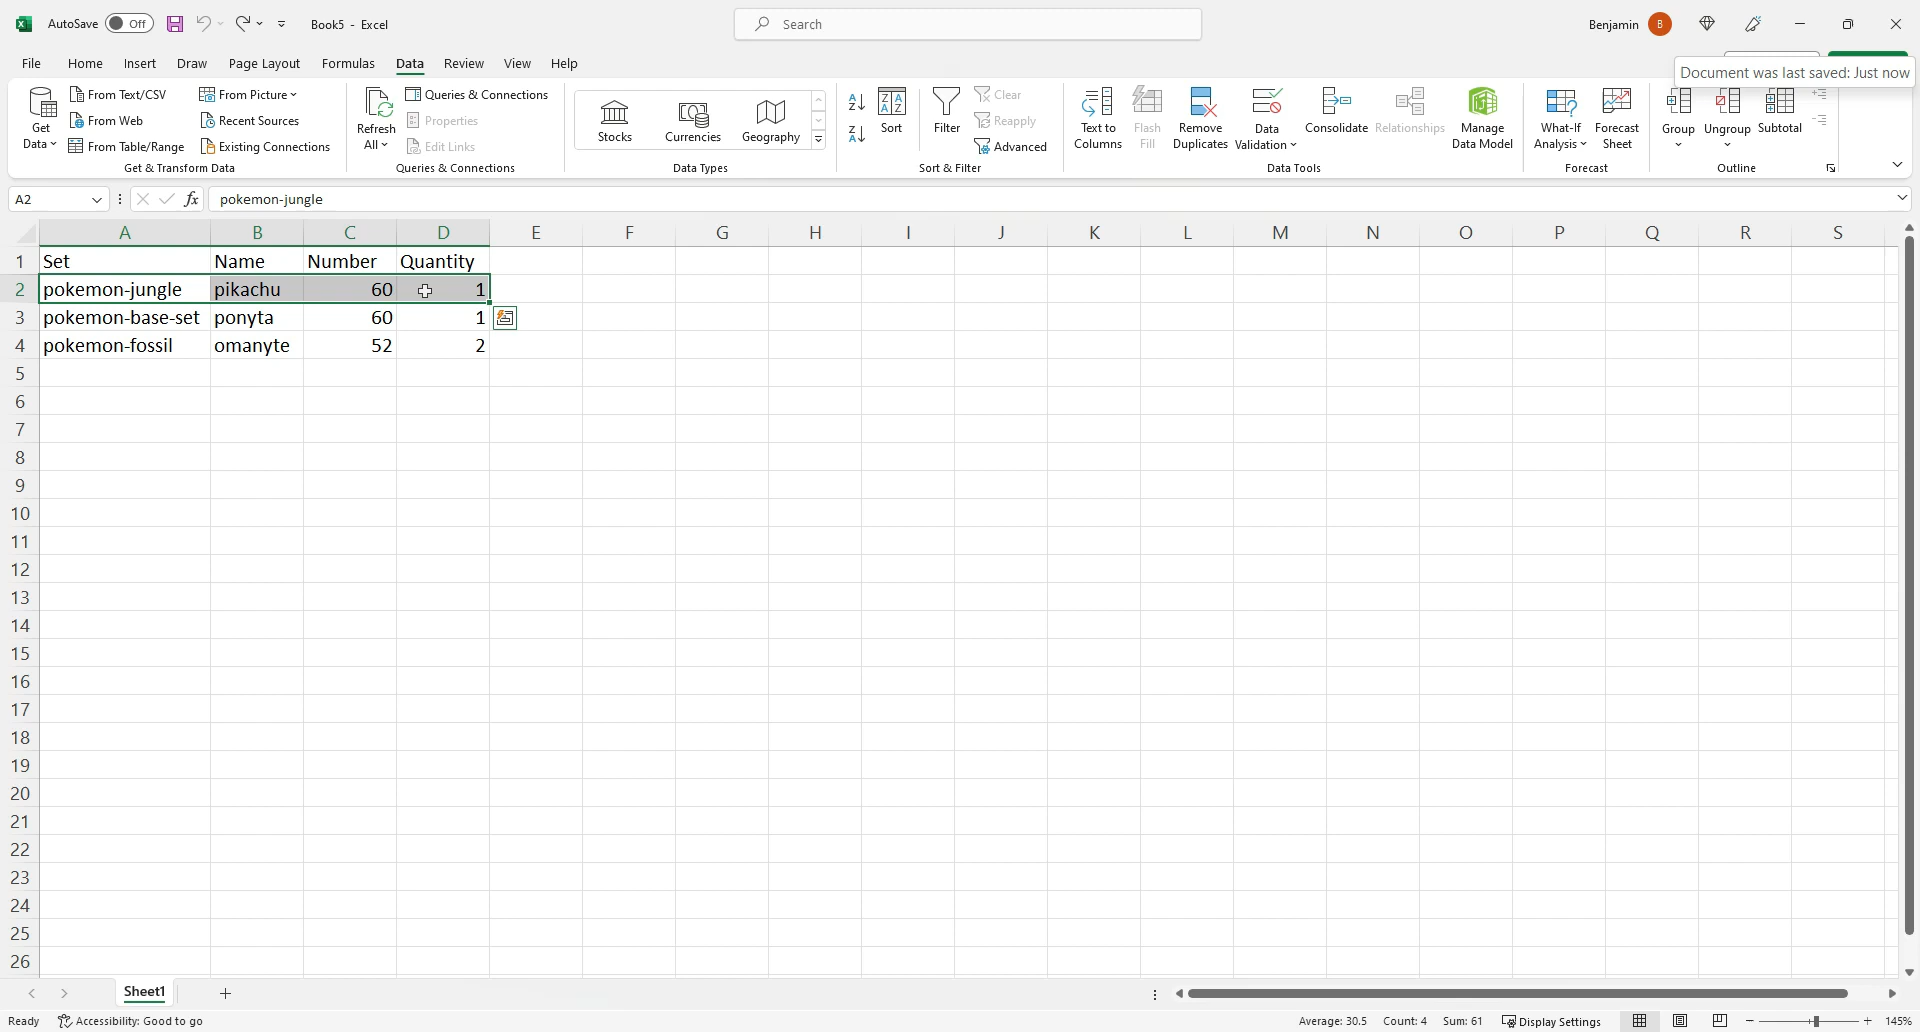 AutoSave Off Book5 - Excel Search Benjamin B
File Home Insert Draw Page Layout Formulas Data Review View Help
Document was last saved: Just now
Get Data
From Text/CSV
From Web
From Table/Range
From Picture
Recent Sources
Existing Connections
Get & Transform Data
Refresh All
Queries & Connections
Properties
Edit Links
Queries & Connections
Stocks Currencies Geography
Data Types
Sort
Filter
Clear
Reapply
Advanced
Sort & Filter
Text to Columns
Flash Fill
Remove Duplicates
Data Validation
Consolidate
Relationships
Manage Data Model
Data Tools
What-If Analysis
Forecast Sheet
Forecast
Group
Ungroup
Subtotal
Outline
A2 fx pokemon-jungle
A B C D E F G H I J K L M N O P Q R S
1 Set Name Number Quantity
2 pokemon-jungle pikachu 60 1
3 pokemon-base-set ponyta 60 1
4 pokemon-fossil omanyte 52 2
5
6
7
8
9
10
11
12
13
14
15
16
17
18
19
20
21
22
23
24
25
26
Sheet1
Ready Accessibility: Good to go Average: 30.5 Count: 4 Sum: 61 Display Settings 145%